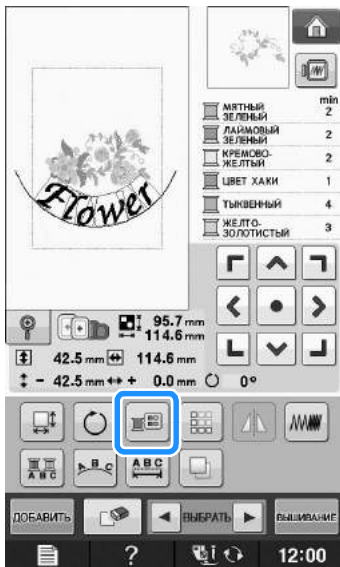 min
МЯТНЫЙ
ЗЕЛЕНЫЙ 2
ЛАЙМОВЫЙ
ЗЕЛЕНЫЙ 2
КРЕМОВО-
ЖЕЛТЫЙ 2
ЦВЕТ ХАКИ 1
ТЫКВЕННЫЙ 4
ЖЕЛТО-
ЗОЛОТИСТЫЙ 3
Flower
95.7 mm
114.6 mm
42.5 mm 114.6 mm
- 42.5 mm + 0.0 mm 0°
A B C A B C A B C
ДОБАВИТЬ ВЫБРАТЬ ВЫШИВАНИЕ
? 12:00